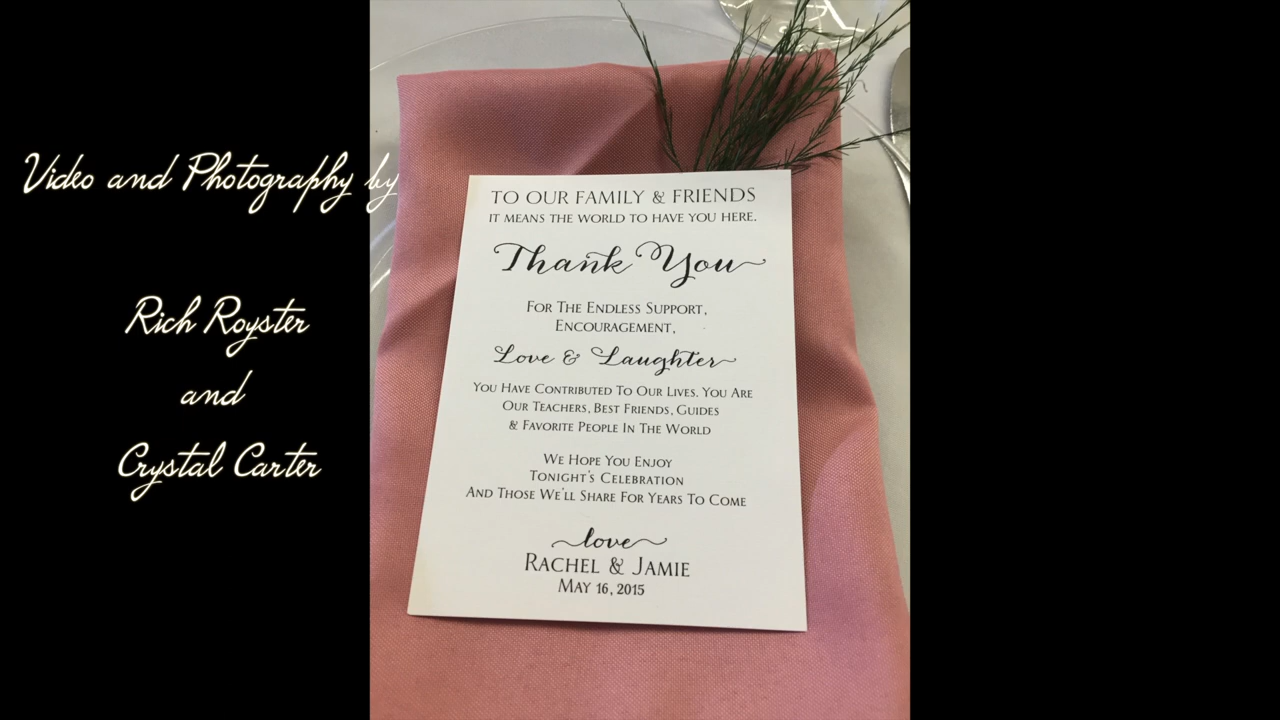 Video and Photography by
Rich Royster
and
Crystal Carter
TO OUR FAMILY & FRIENDS
IT MEANS THE WORLD TO HAVE YOU HERE.
Thank You
FOR THE ENDLESS SUPPORT,
ENCOURAGEMENT,
Love & Laughter
YOU HAVE CONTRIBUTED TO OUR LIVES. YOU ARE
OUR TEACHERS, BEST FRIENDS, GUIDES
& FAVORITE PEOPLE IN THE WORLD
WE HOPE YOU ENJOY
TONIGHT'S CELEBRATION
AND THOSE WE'LL SHARE FOR YEARS TO COME
love
RACHEL & JAMIE
MAY 16, 2015